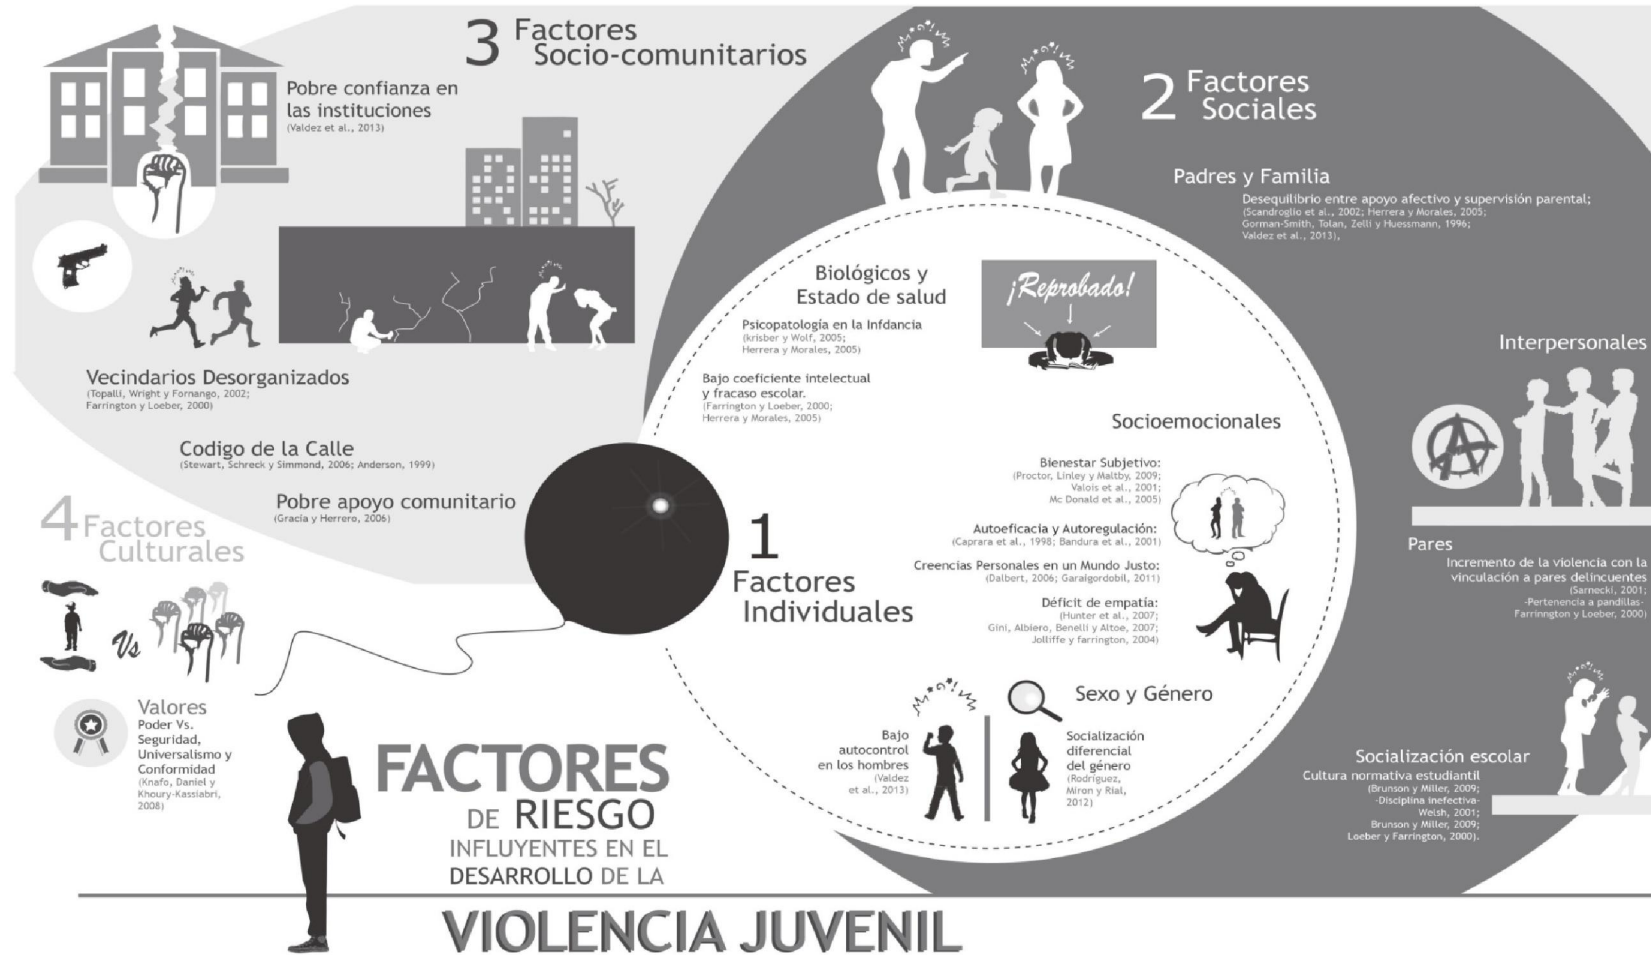 3 Factores
Socio-comunitarios
Pobre confianza en
las instituciones
(Valdez et al., 2013)
Vecindarios Desorganizados
(Topalli, Wright y Fornango, 2002;
Farrington y Loeber, 2000)
Codigo de la Calle
(Stewart, Schreck y Simmond, 2006; Anderson, 1999)
Pobre apoyo comunitario
(Gracia y Herrero, 2006)
4 Factores
Culturales
Vs
Valores
Poder Vs.
Seguridad,
Universalismo y
Conformidad
(Knafo, Daniel y
Khoury-Kassiabri,
2008)
2 Factores
Sociales
Padres y Familia
Desequilibrio entre apoyo afectivo y supervisión parental;
(Scandroglio et al., 2002; Herrera y Morales, 2005;
Gorman-Smith, Tolan, Zelli y Huessmann, 1996;
Valdez et al., 2013),
Interpersonales
Pares
Incremento de la violencia con la
vinculación a pares delincuentes
(Sarnecki, 2001;
-Pertenencia a pandillas-
Farrinngton y Loeber, 2000)
Socialización escolar
Cultura normativa estudiantil
(Brunson y Miller, 2009;
-Disciplina inefectiva-
Welsh, 2001;
Brunson y Miller, 2009;
Loeber y Farrington, 2000).
1
Factores
Individuales
Biológicos y
Estado de salud
Psicopatología en la Infdancia
(krisber y Wolf, 2005;
Herrera y Morales, 2005)
Bajo coeficiente intelectual
y fracaso escolar.
(Farrington y Loeber, 2000;
Herrera y Morales, 2005)
¡Reprobado!
Socioemocionales
Bienestar Subjetivo:
(Proctor, Linley y Maltby, 2009;
Valois et al., 2001;
Mc Donald et al., 2005)
Autoeficacia y Autoregulación:
(Caprara et al., 1998; Bandura et al., 2001)
Creencias Personales en un Mundo Justo:
(Dalbert, 2006; Garaigordobil, 2011)
Déficit de empatía:
(Hunter et al., 2007;
Gini, Albiero, Benelli y Altoe, 2007;
Jolliffe y farrington, 2004)
Sexo y Género
Bajo
autocontrol
en los hombres
(Valdez
et al., 2013)
Socialización
diferencial
del género
(Rodríguez,
Miron y Rial,
2012)
FACTORES
DE RIESGO
INFLUYENTES EN EL
DESARROLLO DE LA
VIOLENCIA JUVENIL